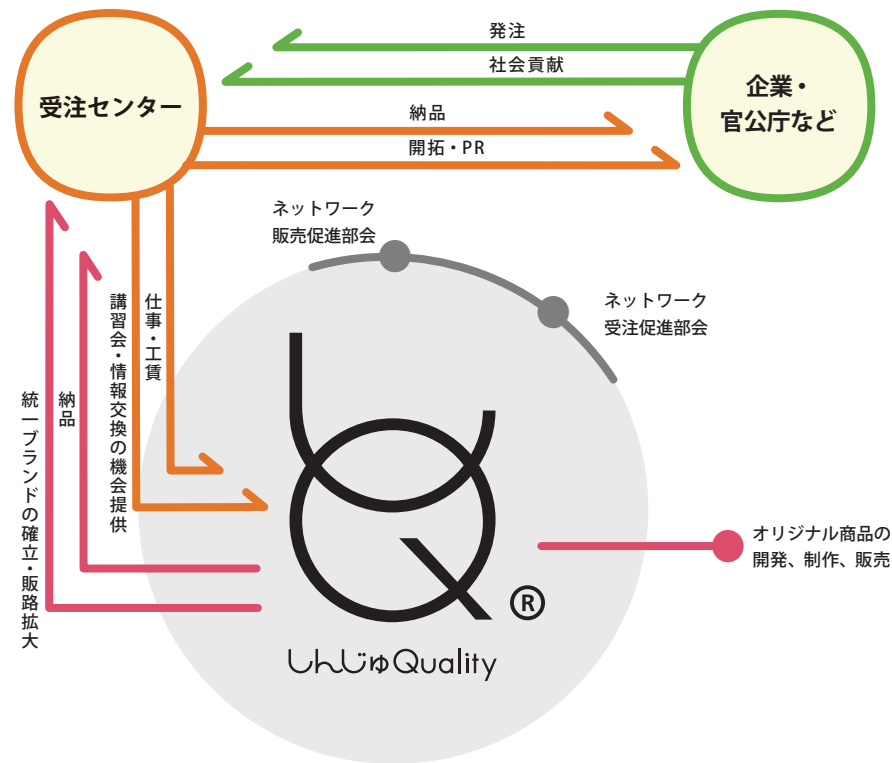 発注
社会貢献
受注センター
企業・
官公庁など
納品
開拓・PR
ネットワーク
販売促進部会
ネットワーク
受注促進部会
仕事・工賃
講習会・情報交換の機会提供
納品
統一ブランドの確立・販路拡大
オリジナル商品の
開発、制作、販売
®
しんじゅQuality